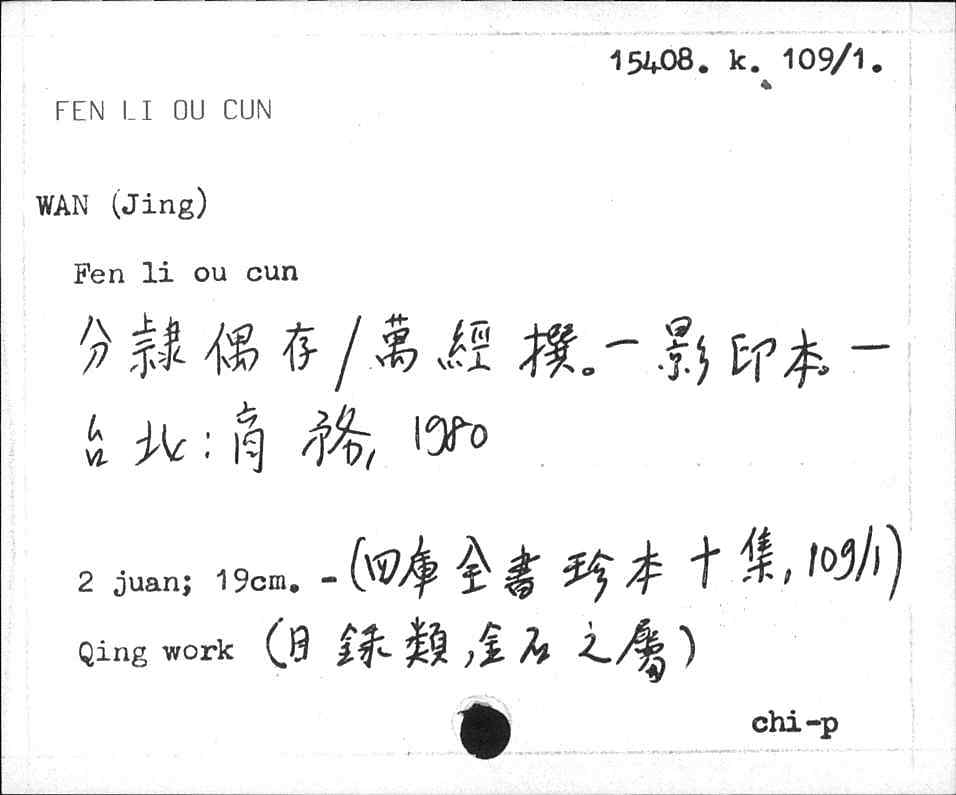 15408. k. 109/1.
FEN LI OU CUN
WAN (Jing)
Fen li ou cun
分隸偶存/萬經撰。一影印本。一
台北:商務, 1980
2 juan; 19cm. - (四庫全書珍本十集, 109/1)
Qing work (目錄類,金石之屬)
chi-p